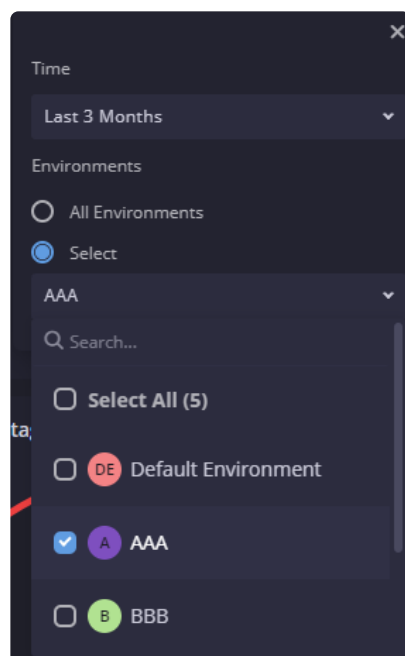 Time
Last 3 Months
Environments
All Environments
Select
AAA
Search...
Select All (5)
DE Default Environment
A AAA
B BBB